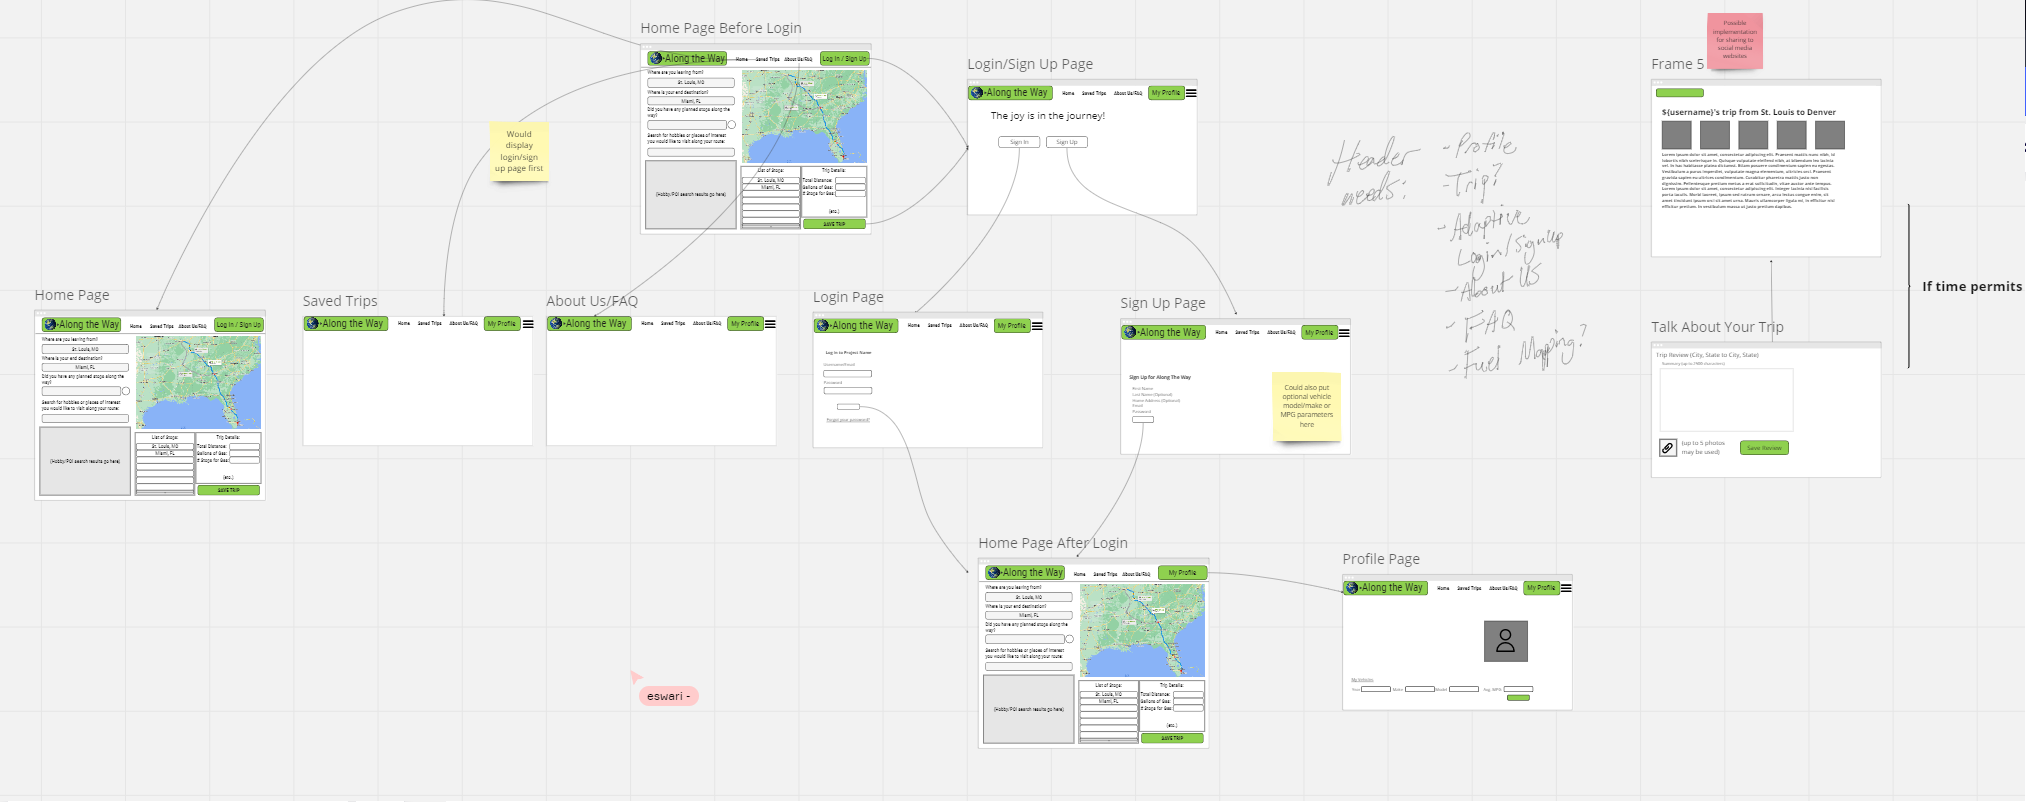 Home Page Before Login
Along the Way
Home
Saved Trips
About Us/FAQ
Log In / Sign Up
Where are you leaving from?
St. Louis, MO
Where is your end destination?
Miami, FL
Did you have any planned stops along the
way?
Search for hobbies or places of interest
you would like to visit along your route:
(Hobby/POI search results go here)
List of Stops:
St. Louis, MO
Miami, FL
Trip Details:
Total Distance:
Gallons of Gas:
# Stops for Gas:
(etc.)
SAVE TRIP
Would
display
login/sign
up page first
Login/Sign Up Page
Along the Way
Home
Saved Trips
About Us/FAQ
My Profile
The joy is in the journey!
Sign In
Sign Up
Header
needs:
- Profile
- Trip?
- Adaptive
Login/Signup
- About Us
- FAQ
- Fuel Mapping?
Possible
implementation
for sharing to
social media
websites
Frame 5
${username}'s trip from St. Louis to Denver
If time permits
Home Page
Along the Way
Home
Saved Trips
About Us/FAQ
Log In / Sign Up
Where are you leaving from?
St. Louis, MO
Where is your end destination?
Miami, FL
Did you have any planned stops along the
way?
Search for hobbies or places of interest
you would like to visit along your route:
(Hobby/POI search results go here)
List of Stops:
St. Louis, MO
Miami, FL
Trip Details:
Total Distance:
Gallons of Gas:
# Stops for Gas:
(etc.)
SAVE TRIP
Saved Trips
Along the Way
Home
Saved Trips
About Us/FAQ
My Profile
About Us/FAQ
Along the Way
Home
Saved Trips
About Us/FAQ
My Profile
Login Page
Along the Way
Home
Saved Trips
About Us/FAQ
My Profile
Log in to Project Name
Username/Email
Password
Forgot your password?
Sign Up Page
Along the Way
Home
Saved Trips
About Us/FAQ
My Profile
Sign Up for Along The Way
First Name
Last Name (Optional)
Home Address (Optional)
Email
Password
Could also put
optional vehicle
model/make or
MPG parameters
here
Talk About Your Trip
Trip Review (City, State to City, State)
(up to 5 photos
may be used)
Save Review
Home Page After Login
Along the Way
Home
Saved Trips
About Us/FAQ
My Profile
Where are you leaving from?
St. Louis, MO
Where is your end destination?
Miami, FL
Did you have any planned stops along the
way?
Search for hobbies or places of interest
you would like to visit along your route:
(Hobby/POI search results go here)
List of Stops:
St. Louis, MO
Miami, FL
Trip Details:
Total Distance:
Gallons of Gas:
# Stops for Gas:
(etc.)
SAVE TRIP
Profile Page
Along the Way
Home
Saved Trips
About Us/FAQ
My Profile
My Vehicles
Year
Make
Model
Avg. MPG
eswari -